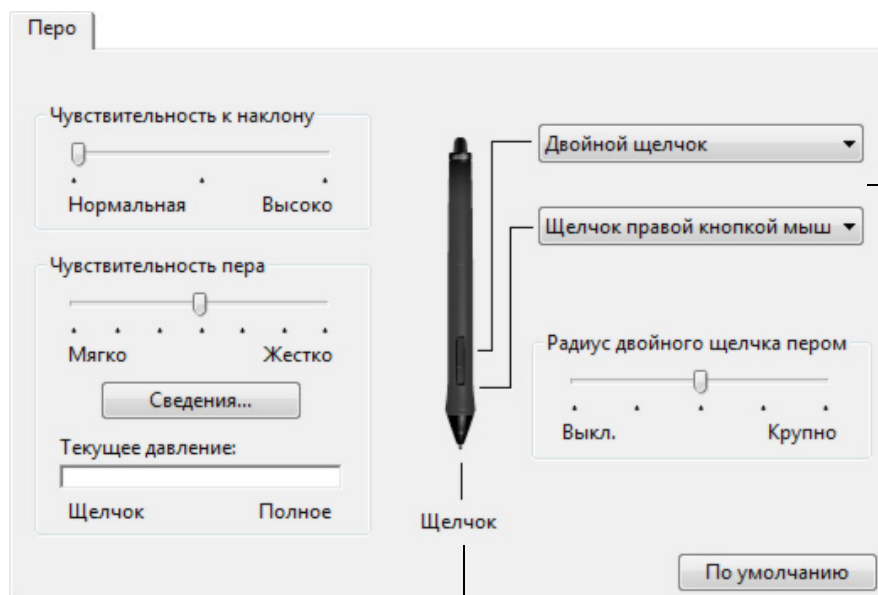 Перо
Чувствительность к наклону
Нормальная Высоко
Чувствительность пера
Мягко Жестко
Сведения...
Текущее давление:
Щелчок Полное
Двойной щелчок
Щелчок правой кнопкой мыш
Радиус двойного щелчка пером
Выкл. Крупно
Щелчок
По умолчанию